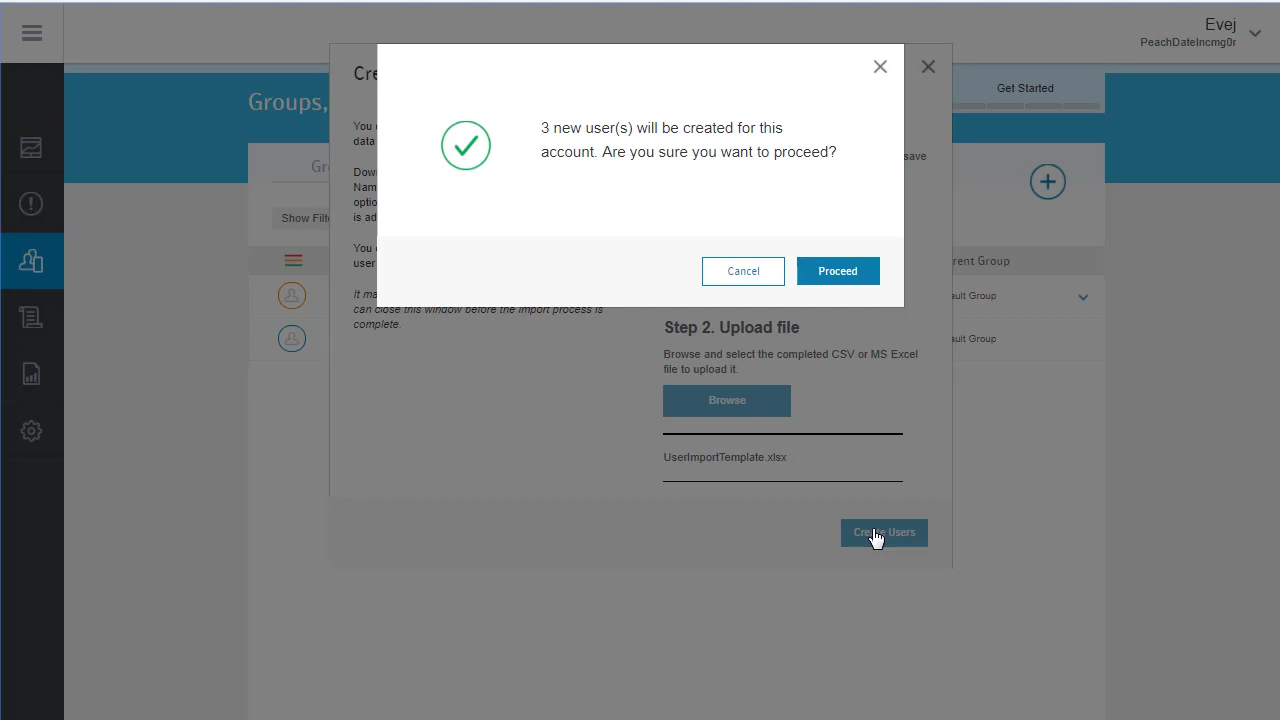 Evej
PeachDateIncmg0r
Get Started
Groups,
Cre
3 new user(s) will be created for this
account. Are you sure you want to proceed?
Cancel
Proceed
You
data
save
Down
Nam
optio
is ad
You
user
It ma
can close this window before the import process is
complete.
Gr
Show Filt
rent Group
ault Group
ault Group
Step 2. Upload file
Browse and select the completed CSV or MS Excel
file to upload it.
Browse
UserImportTemplate.xlsx
Create Users